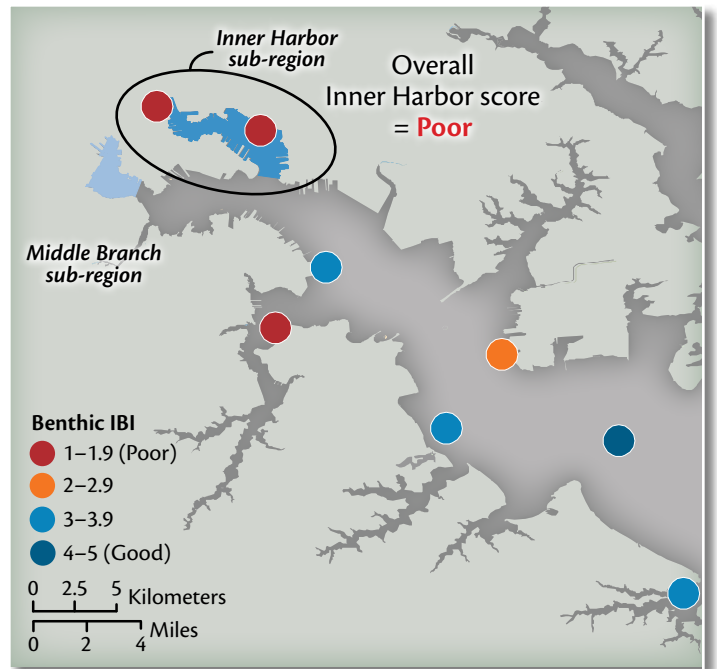 Inner Harbor
sub-region
Overall
Inner Harbor score
= Poor
Middle Branch
sub-region
Benthic IBI
1–1.9 (Poor)
2–2.9
3–3.9
4–5 (Good)
0 2.5 5 Kilometers
0 2 4 Miles